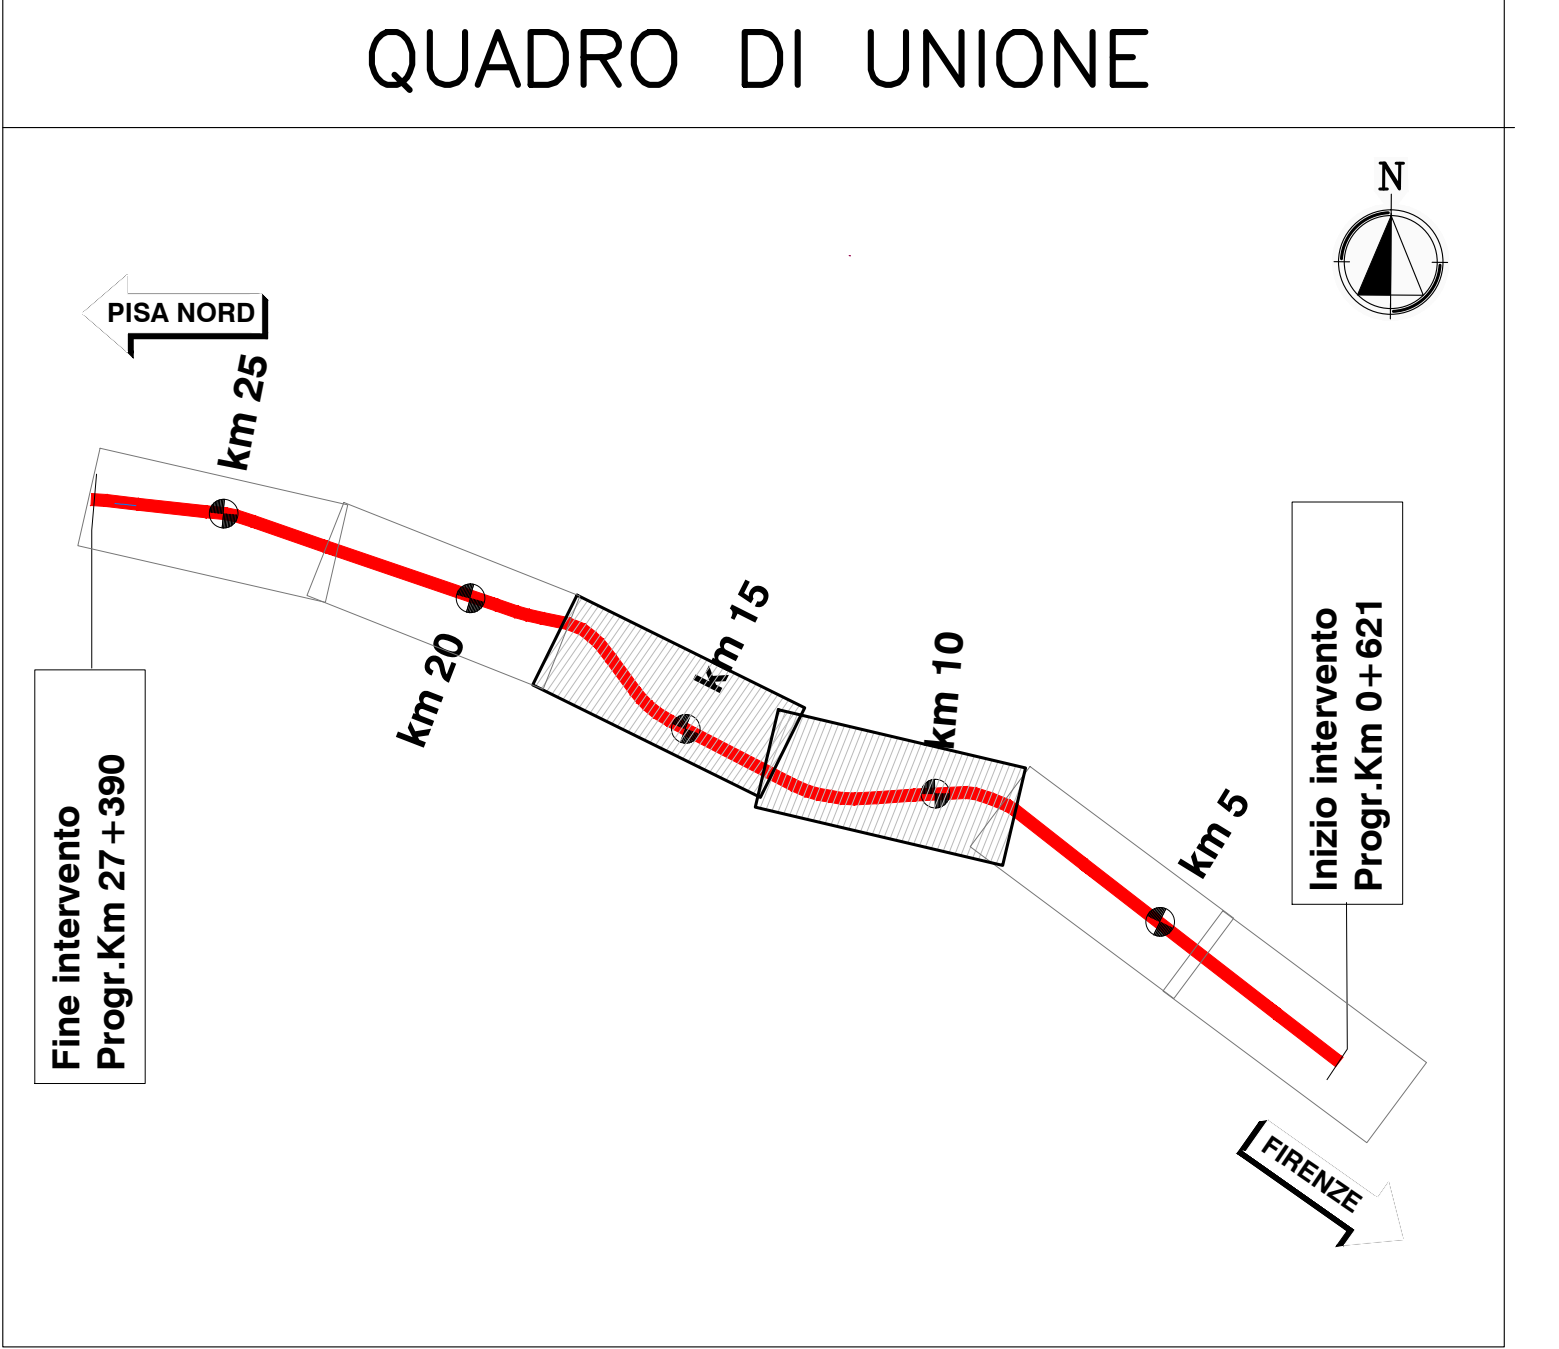 QUADRO DI UNIONE
N
PISA NORD
km 25
km 20
km 15
km 10
km 5
Inizio intervento
Progr.Km 0+621
Fine intervento
Progr.Km 27+390
FIRENZE